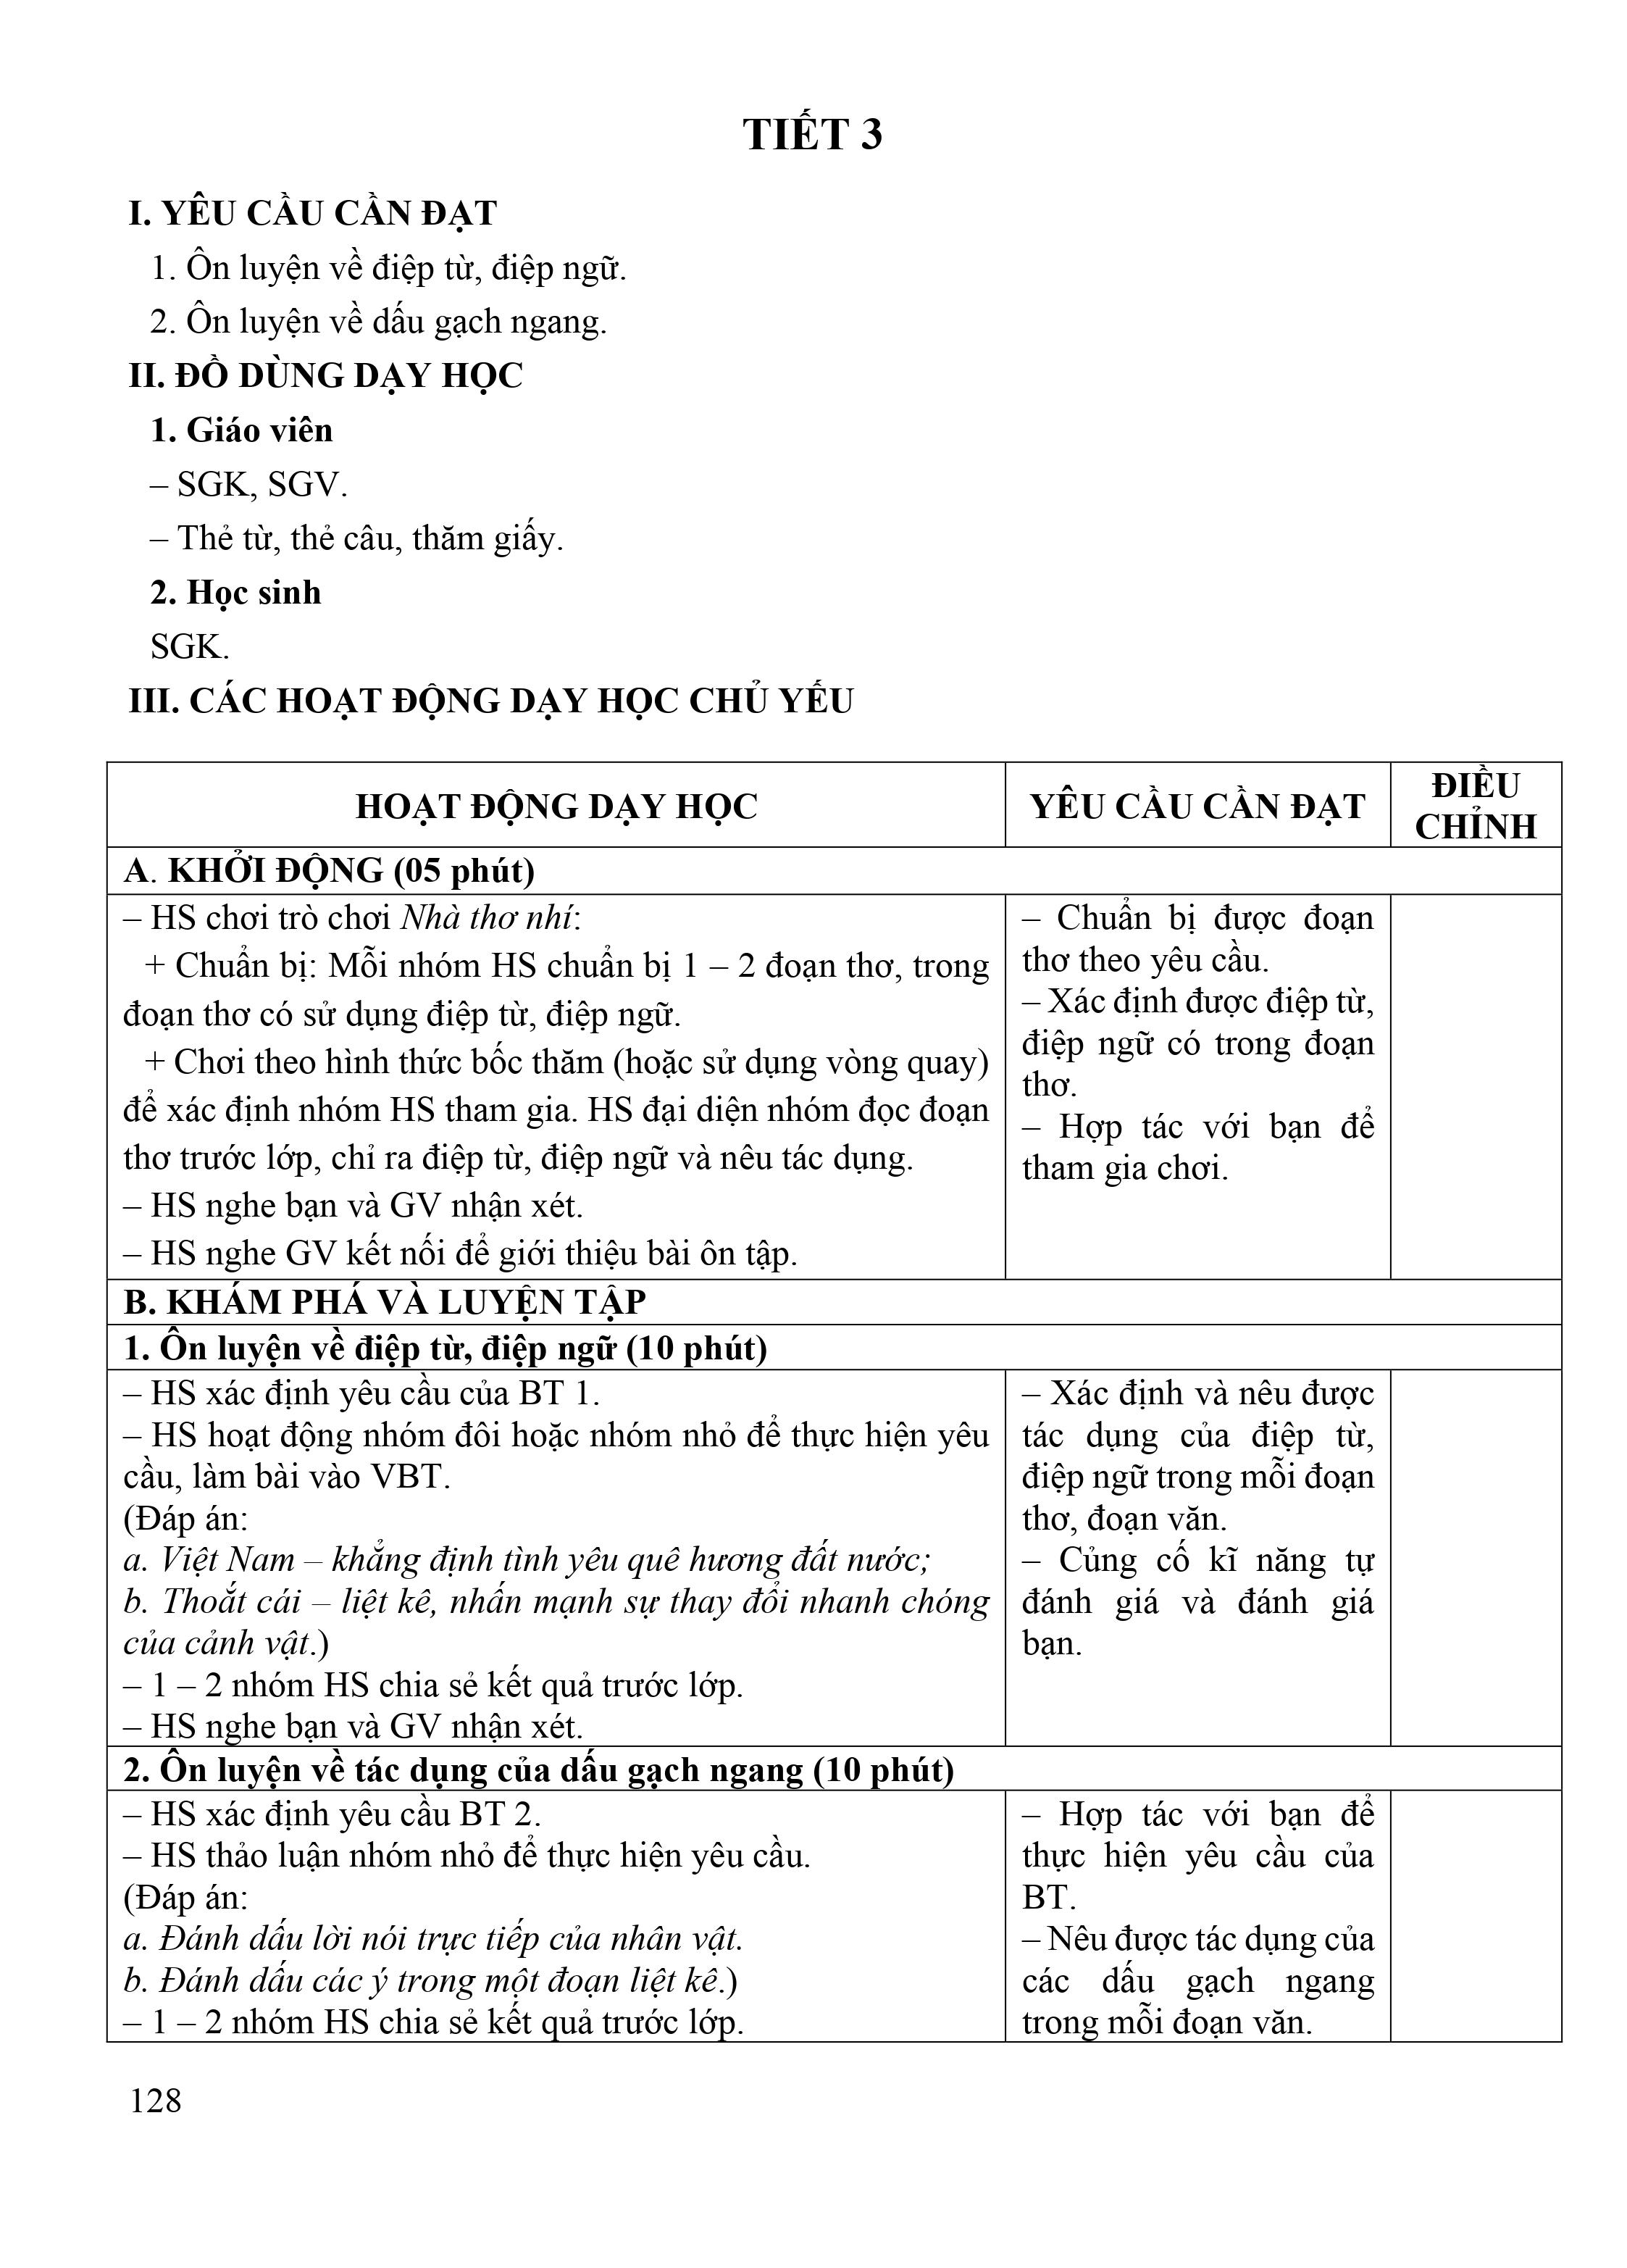 TIẾT 3
I. YÊU CẦU CẦN ĐẠT
1. Ôn luyện về điệp từ, điệp ngữ.
2. Ôn luyện về dấu gạch ngang.
II. ĐỒ DÙNG DẠY HỌC
1. Giáo viên
– SGK, SGV.
– Thẻ từ, thẻ câu, thăm giấy.
2. Học sinh
SGK.
III. CÁC HOẠT ĐỘNG DẠY HỌC CHỦ YẾU
HOẠT ĐỘNG DẠY HỌC
YÊU CẦU CẦN ĐẠT
ĐIỀU
CHỈNH
A. KHỞI ĐỘNG (05 phút)
– HS chơi trò chơi Nhà thơ nhí:
+ Chuẩn bị: Mỗi nhóm HS chuẩn bị 1 – 2 đoạn thơ, trong
đoạn thơ có sử dụng điệp từ, điệp ngữ.
+ Chơi theo hình thức bốc thăm (hoặc sử dụng vòng quay)
để xác định nhóm HS tham gia. HS đại diện nhóm đọc đoạn
thơ trước lớp, chỉ ra điệp từ, điệp ngữ và nêu tác dụng.
– HS nghe bạn và GV nhận xét.
– HS nghe GV kết nối để giới thiệu bài ôn tập.
– Chuẩn bị được đoạn
thơ theo yêu cầu.
– Xác định được điệp từ,
điệp ngữ có trong đoạn
thơ.
– Hợp tác với bạn để
tham gia chơi.
B. KHÁM PHÁ VÀ LUYỆN TẬP
1. Ôn luyện về điệp từ, điệp ngữ (10 phút)
– HS xác định yêu cầu của BT 1.
– HS hoạt động nhóm đôi hoặc nhóm nhỏ để thực hiện yêu
cầu, làm bài vào VBT.
(Đáp án:
a. Việt Nam – khẳng định tình yêu quê hương đất nước;
b. Thoắt cái – liệt kê, nhấn mạnh sự thay đổi nhanh chóng
của cảnh vật.)
– 1 – 2 nhóm HS chia sẻ kết quả trước lớp.
– HS nghe bạn và GV nhận xét.
– Xác định và nêu được
tác dụng của điệp từ,
điệp ngữ trong mỗi đoạn
thơ, đoạn văn.
– Củng cố kĩ năng tự
đánh giá và đánh giá
bạn.
2. Ôn luyện về tác dụng của dấu gạch ngang (10 phút)
– HS xác định yêu cầu BT 2.
– HS thảo luận nhóm nhỏ để thực hiện yêu cầu.
(Đáp án:
a. Đánh dấu lời nói trực tiếp của nhân vật.
b. Đánh dấu các ý trong một đoạn liệt kê.)
– 1 – 2 nhóm HS chia sẻ kết quả trước lớp.
– Hợp tác với bạn để
thực hiện yêu cầu của
BT.
– Nêu được tác dụng của
các dấu gạch ngang
trong mỗi đoạn văn.
128